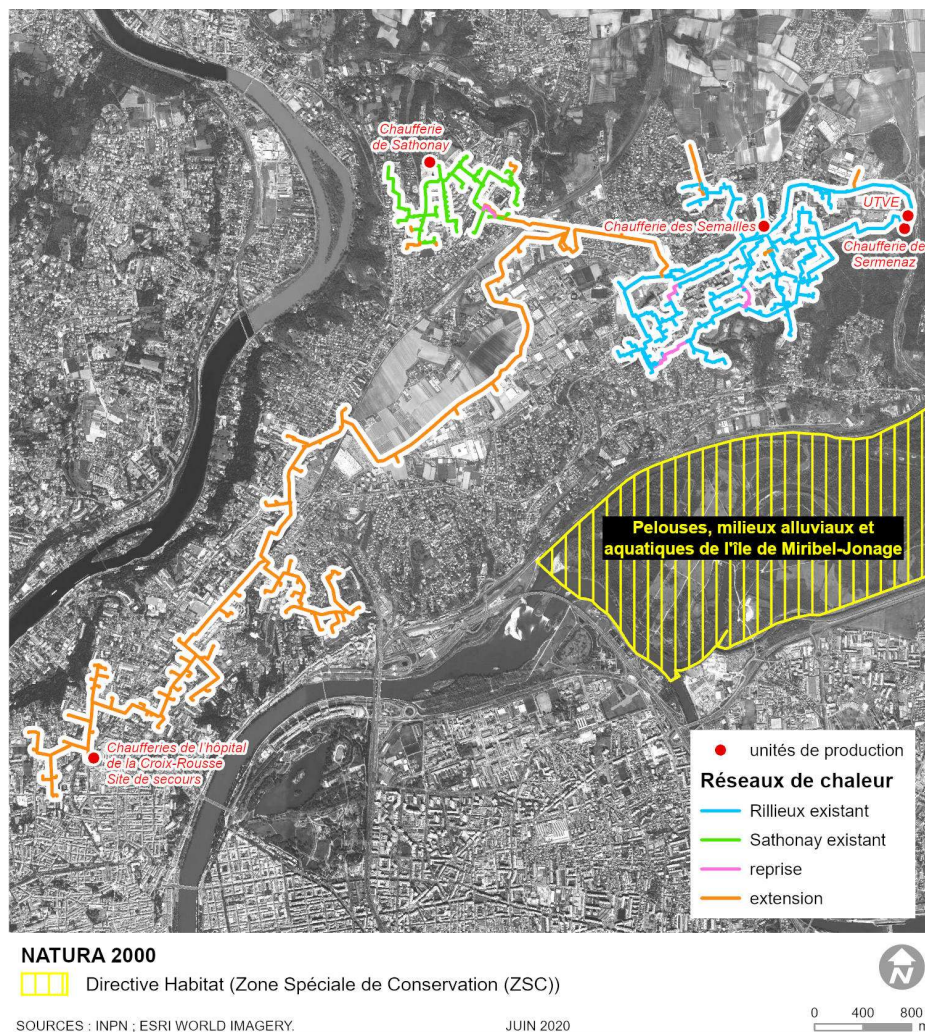 Chaufferie
de Sathonay
UTVE
Chaufferie des Semailles
Chaufferie de
Sermenaz
Pelouses, milieux alluviaux et
aquatiques de l'île de Miribel-Jonage
Chaufferies de l'hôpital
de la Croix-Rousse
Site de secours
unités de production
Réseaux de chaleur
Rillieux existant
Sathonay existant
reprise
extension
NATURA 2000
Directive Habitat (Zone Spéciale de Conservation (ZSC))
N
SOURCES : INPN ; ESRI WORLD IMAGERY.
JUIN 2020
0 400 800